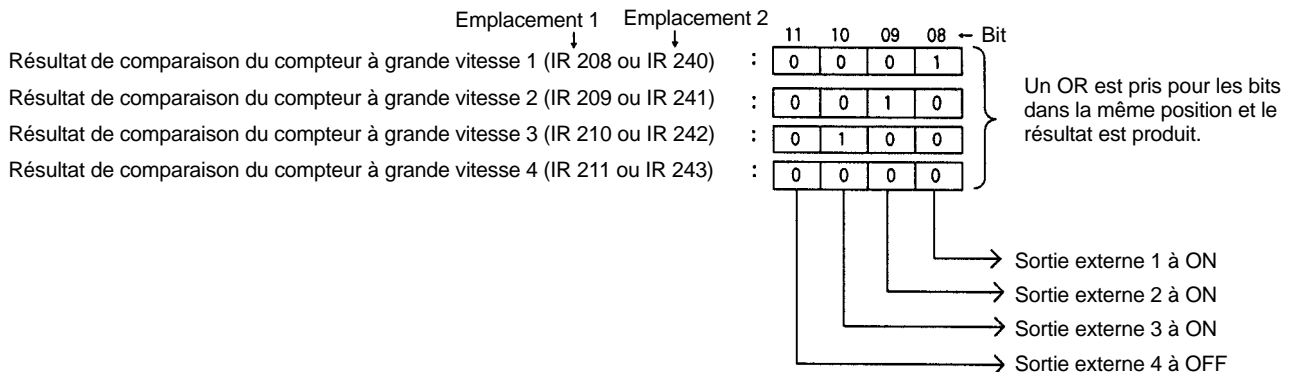 Emplacement 1 Emplacement 2
11 10 09 08 ← Bit
Résultat de comparaison du compteur à grande vitesse 1 (IR 208 ou IR 240) : 0 0 0 1
Résultat de comparaison du compteur à grande vitesse 2 (IR 209 ou IR 241) : 0 0 1 0
Résultat de comparaison du compteur à grande vitesse 3 (IR 210 ou IR 242) : 0 1 0 0
Résultat de comparaison du compteur à grande vitesse 4 (IR 211 ou IR 243) : 0 0 0 0
Un OR est pris pour les bits
dans la même position et le
résultat est produit.
Sortie externe 1 à ON
Sortie externe 2 à ON
Sortie externe 3 à ON
Sortie externe 4 à OFF